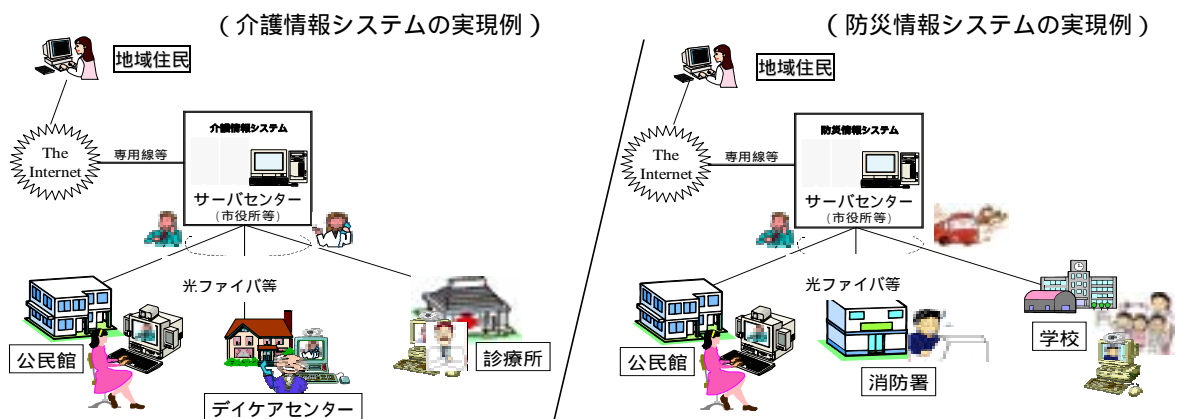 (介護情報システムの実現例)
地域住民
介護情報システム
The
Internet
専用線等
サーバセンター
(市役所等)
光ファイバ等
公民館
診療所
デイケアセンター
(防災情報システムの実現例)
地域住民
防災情報システム
The
Internet
専用線等
サーバセンター
(市役所等)
光ファイバ等
学校
公民館
消防署